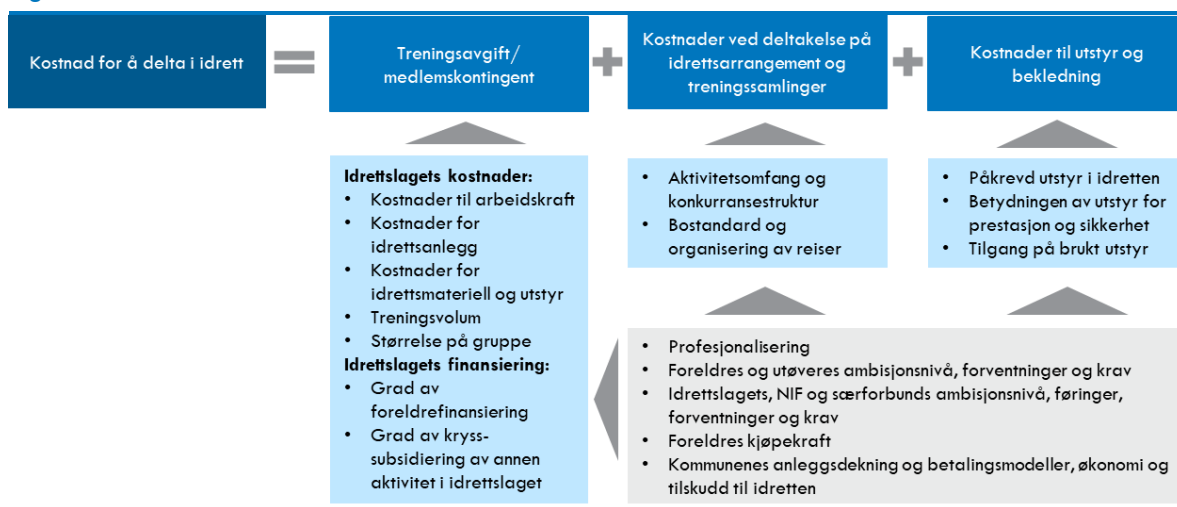 Kostnad for å delta i idrett
Treningsavgift/
medlemskontingent
Kostnader ved deltakelse på
idrettsarrangement og
treningssamlinger
Kostnader til utstyr og
bekledning
Idrettslagets kostnader:
• Kostnader til arbeidskraft
• Kostnader for
idrettsanlegg
• Kostnader for
idrettsmateriell og utstyr
• Treningsvolum
• Størrelse på gruppe
Idrettslagets finansiering:
• Grad av
foreldrefinansiering
• Grad av kryss-
subsidiering av annen
aktivitet i idrettslaget
• Aktivitetsomfang og
konkurransestruktur
• Bostandard og
organisering av reiser
• Påkrevd utstyr i idretten
• Betydningen av utstyr for
prestasjon og sikkerhet
• Tilgang på brukt utstyr
• Profesjonalisering
• Foreldres og utøveres ambisjonsnivå, forventninger og krav
• Idrettslagets, NIF og særforbunds ambisjonsnivå, føringer,
forventninger og krav
• Foreldres kjøpekraft
• Kommunenes anleggsdekning og betalingsmodeller, økonomi og
tilskudd til idretten